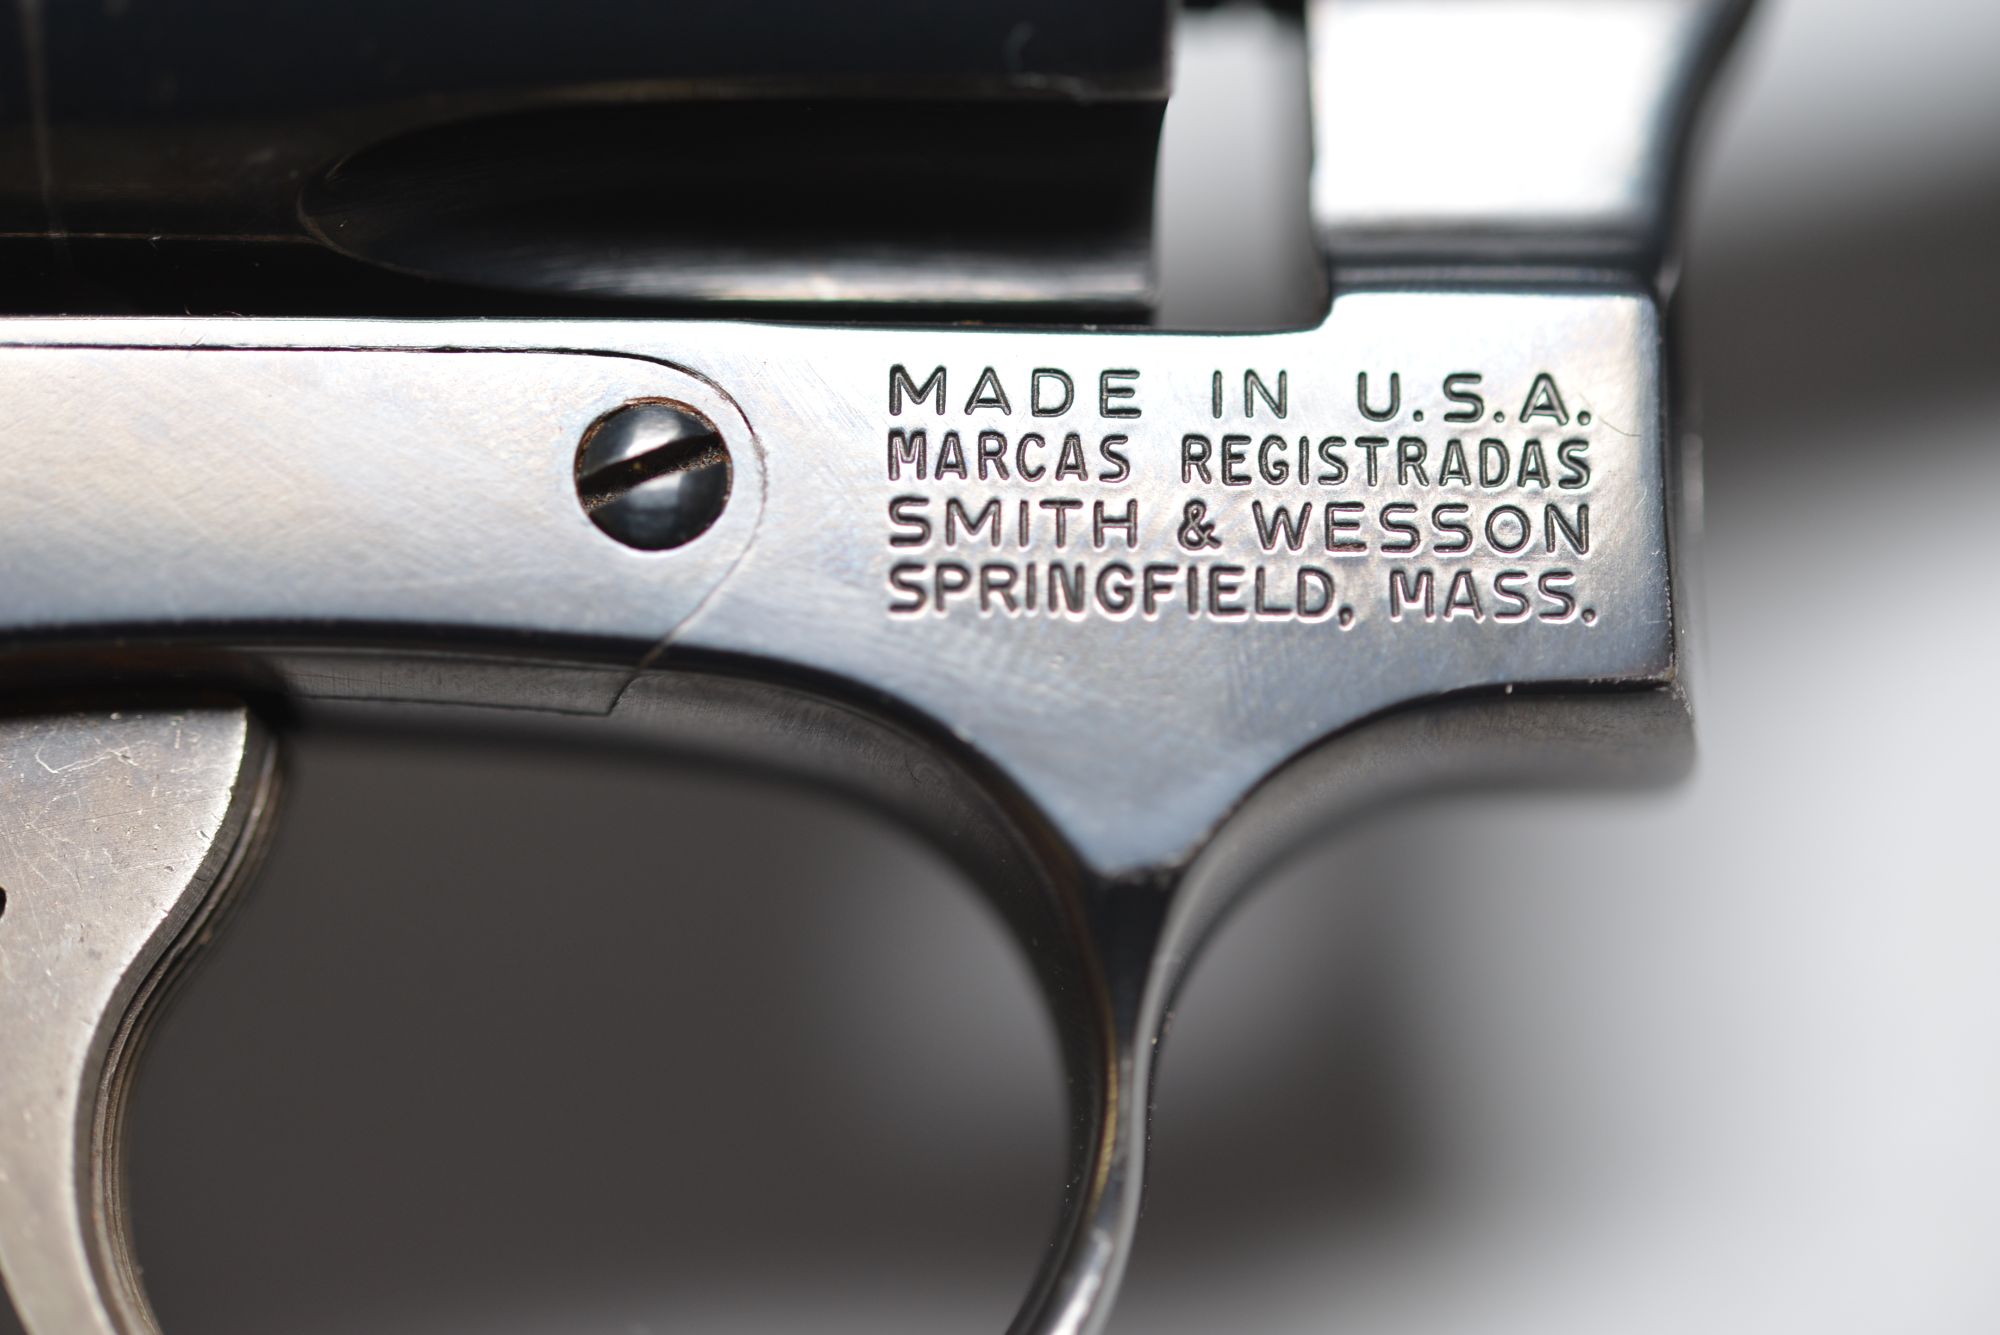 MADE IN U.S.A.
MARCAS REGISTRADAS
SMITH & WESSON
SPRINGFIELD, MASS.